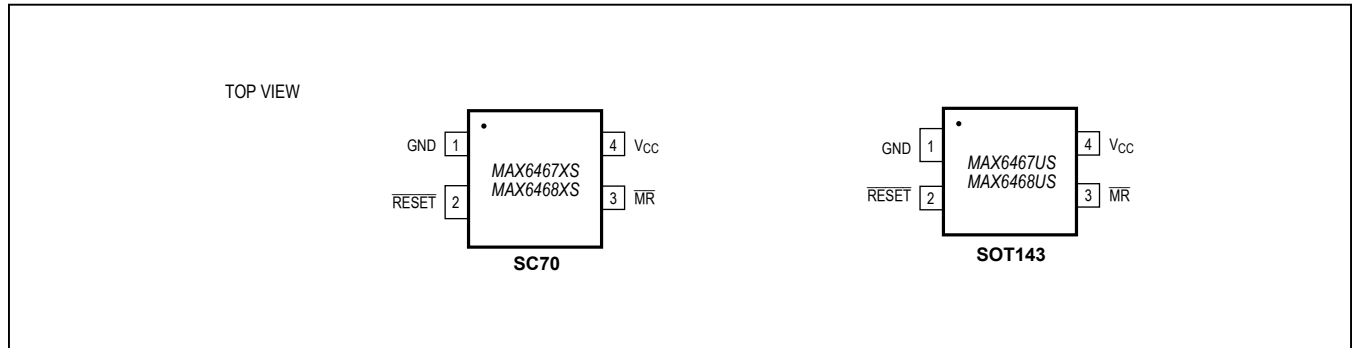 TOP VIEW
GND 1
RESET 2
4 VCC
3 MR
MAX6467XS
MAX6468XS
SC70
GND 1
RESET 2
4 VCC
3 MR
MAX6467US
MAX6468US
SOT143